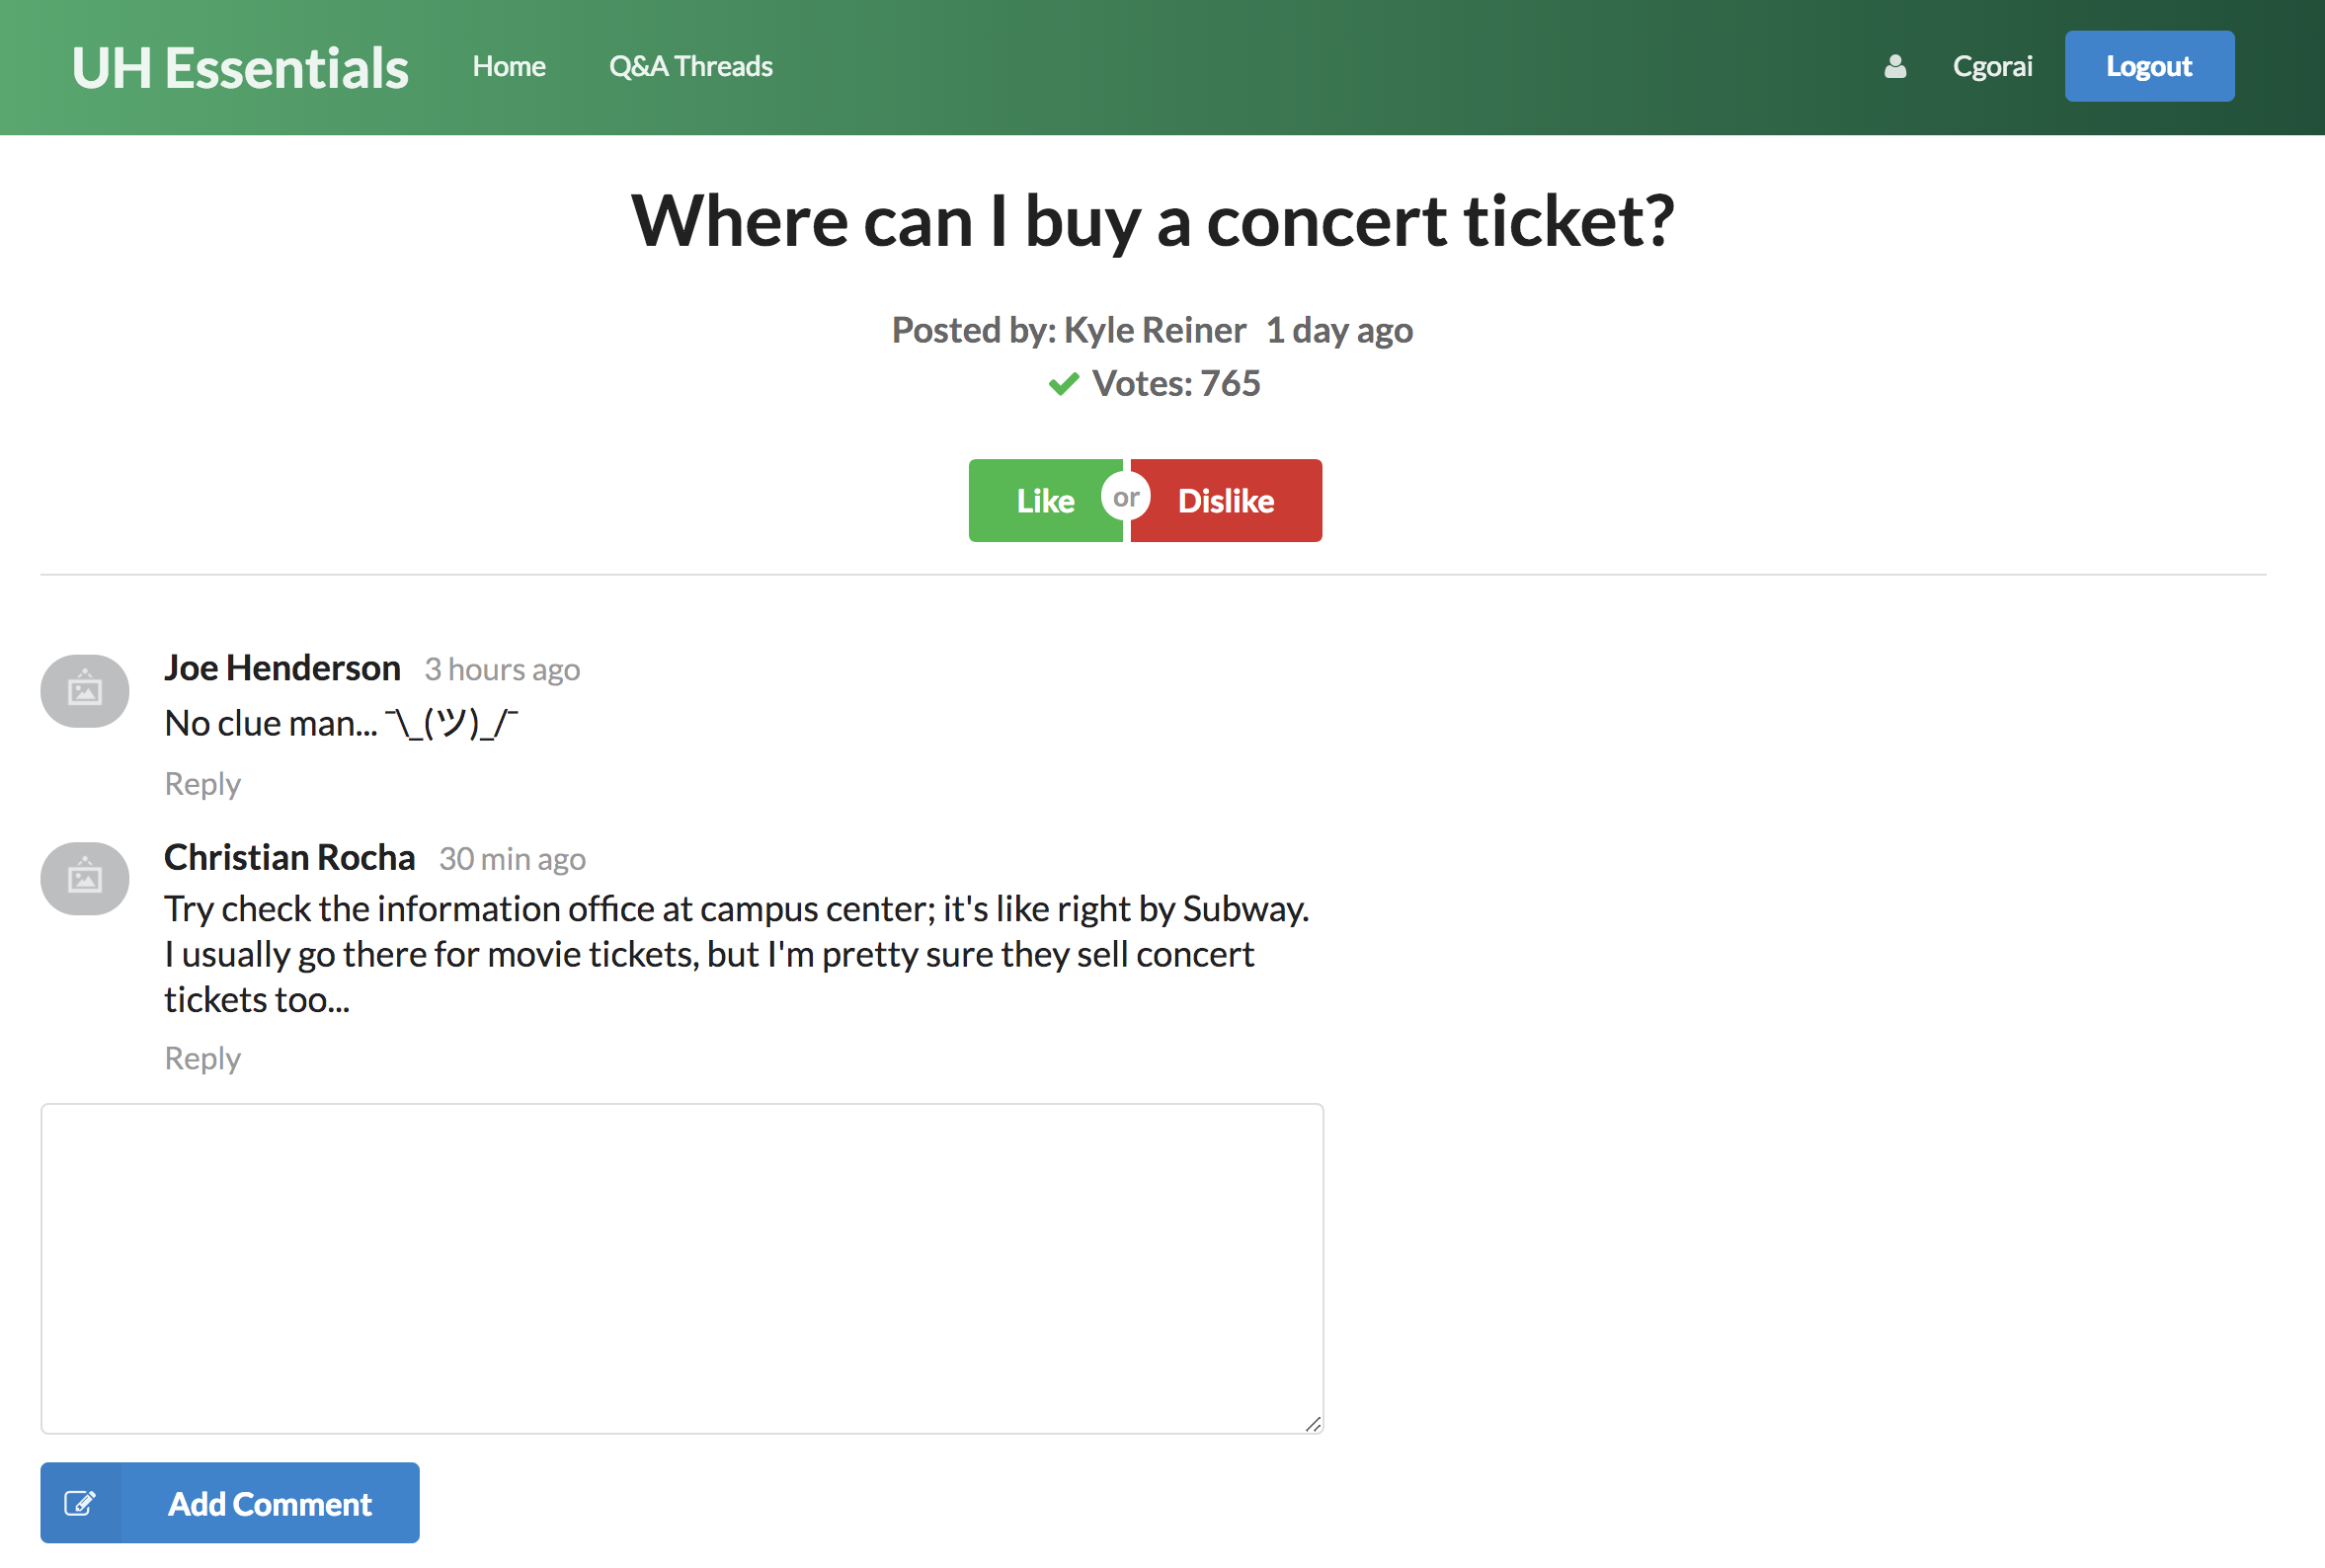 UH Essentials Home Q&A Threads Cgorai Logout
Where can I buy a concert ticket?
Posted by: Kyle Reiner 1 day ago
Votes: 765
Like or Dislike
Joe Henderson 3 hours ago
No clue man... ¯\_(ツ)_/¯
Reply
Christian Rocha 30 min ago
Try check the information office at campus center; it's like right by Subway.
I usually go there for movie tickets, but I'm pretty sure they sell concert
tickets too...
Reply
Add Comment